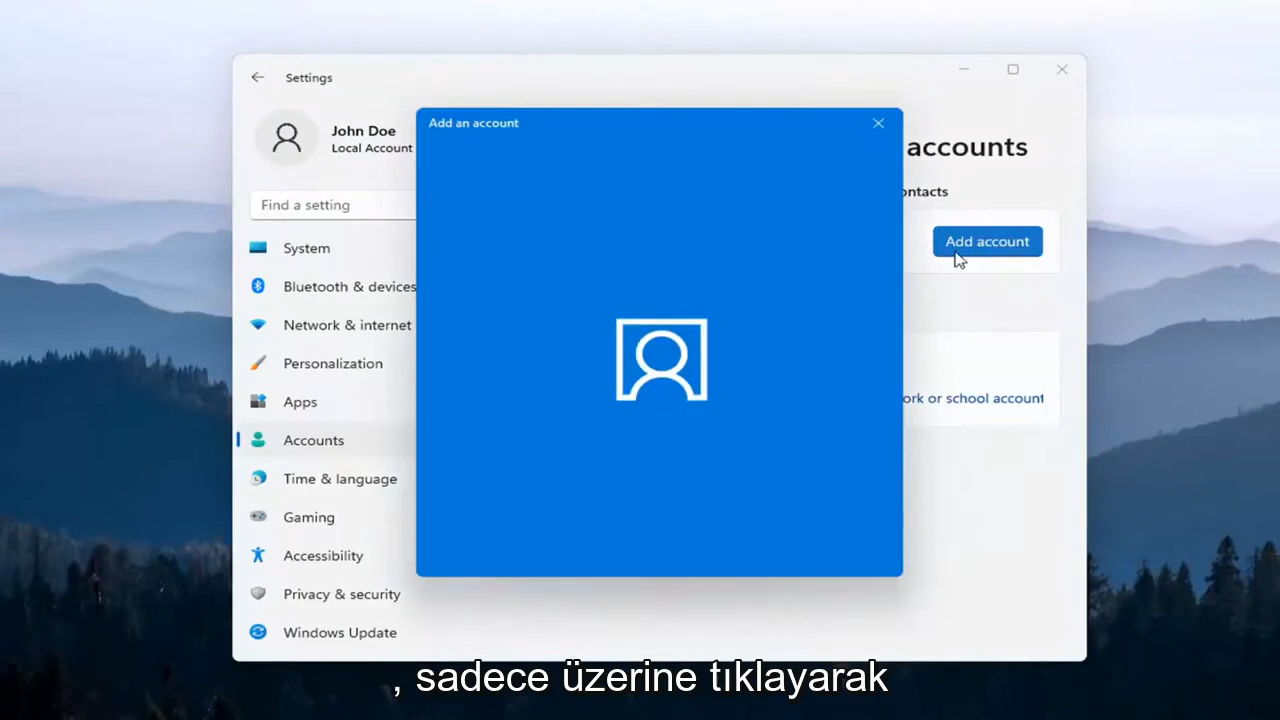 Settings
John Doe
Local Account
Find a setting
System
Bluetooth & devices
Network & internet
Personalization
Apps
Accounts
Time & language
Gaming
Accessibility
Privacy & security
Windows Update
Add an account
accounts
ontacts
Add account
ork or school account
, sadece üzerine tıklayarak